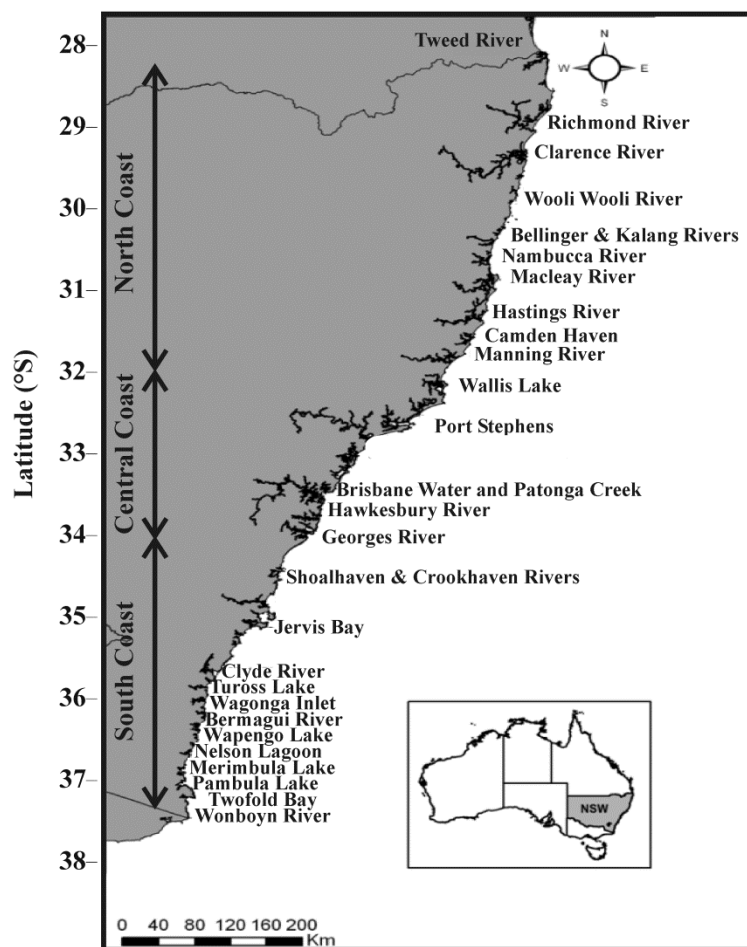 Latitude (°S)
28
29
30
31
32
33
34
35
36
37
38
North Coast
Central Coast
South Coast
N
W
E
S
Tweed River
Richmond River
Clarence River
Wooli Wooli River
Bellinger & Kalang Rivers
Nambucca River
Macleay River
Hastings River
Camden Haven
Manning River
Wallis Lake
Port Stephens
Brisbane Water and Patonga Creek
Hawkesbury River
Georges River
Shoalhaven & Crookhaven Rivers
Jervis Bay
Clyde River
Tuross Lake
Wagonga Inlet
Bermagui River
Wapengo Lake
Nelson Lagoon
Merimbula Lake
Pambula Lake
Twofold Bay
Wonboyn River
NSW
0 40 80 120 160 200
Km